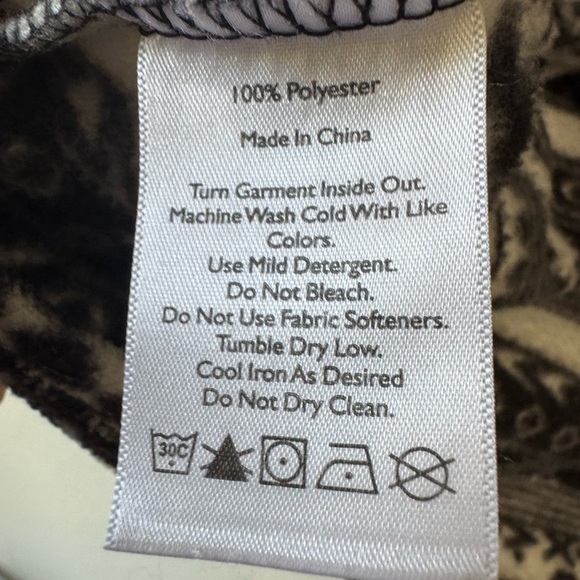 100% Polyester
Made In China
Turn Garment Inside Out.
Machine Wash Cold With Like
Colors.
Use Mild Detergent.
Do Not Bleach.
Do Not Use Fabric Softeners.
Tumble Dry Low.
Cool Iron As Desired
Do Not Dry Clean.
30C